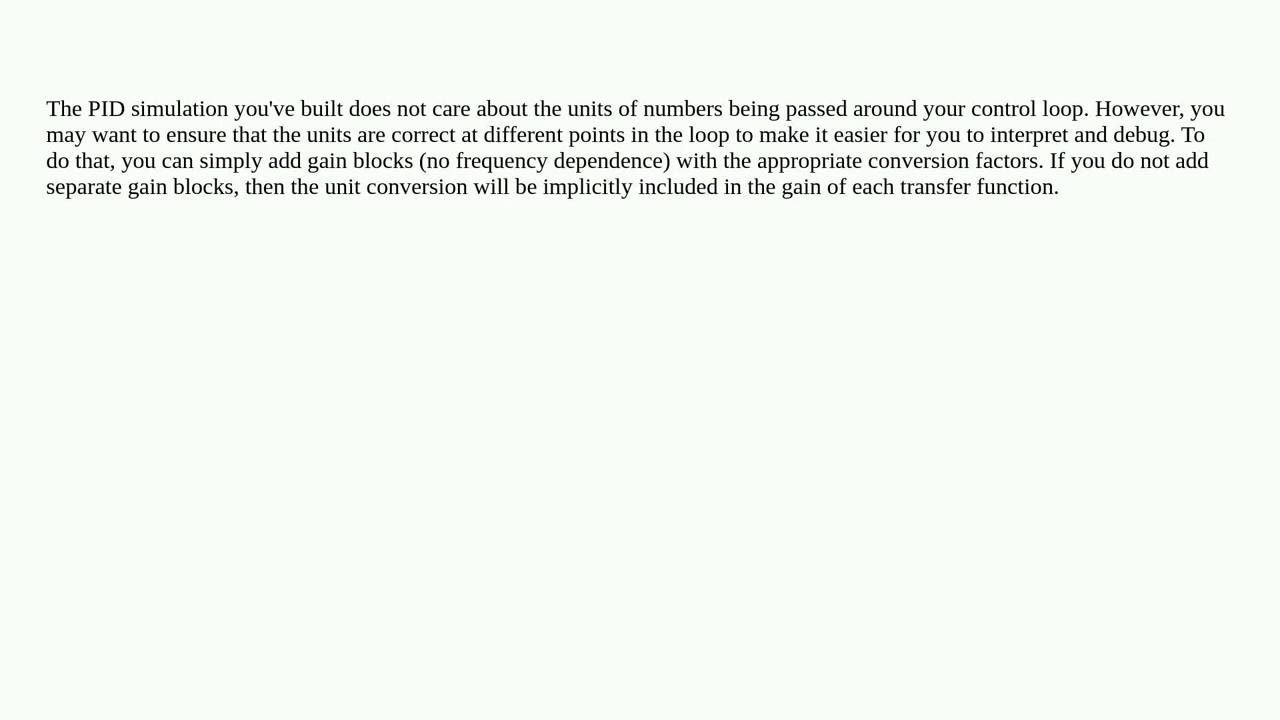 The PID simulation you've built does not care about the units of numbers being passed around your control loop. However, you
may want to ensure that the units are correct at different points in the loop to make it easier for you to interpret and debug. To
do that, you can simply add gain blocks (no frequency dependence) with the appropriate conversion factors. If you do not add
separate gain blocks, then the unit conversion will be implicitly included in the gain of each transfer function.